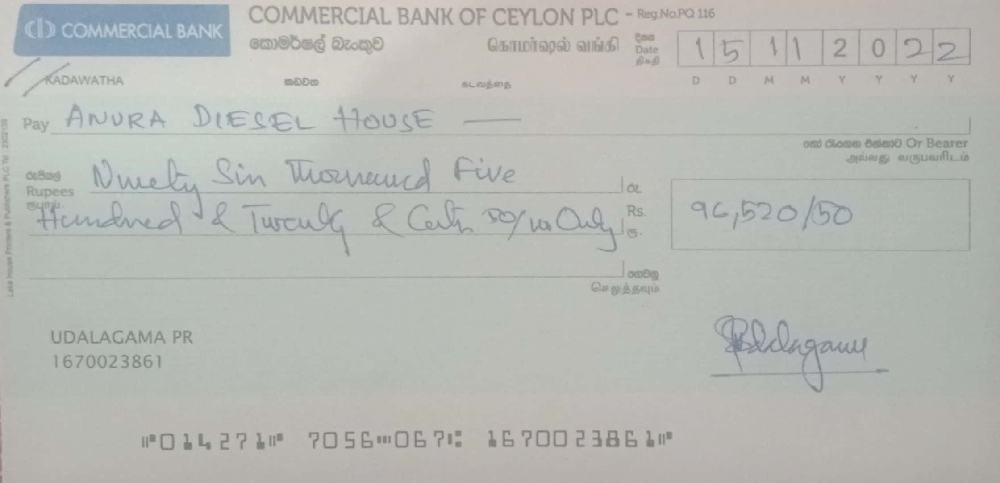 COMMERCIAL BANK
COMMERCIAL BANK OF CEYLON PLC - Reg.No.PQ 116
කොමර්ෂල් බැංකුව கொமர்ஷல் வங்கி
දිනය
Date
திகதி
1 5 1 1 2 0 2 2
D D M M Y Y Y Y
KADAWATHA කඩවත கடவத்தை
Pay ANURA DIESEL HOUSE
හෝ රැගෙන එන්නාට Or Bearer
அல்லது வருபவரிடம்
රුපියල්
Rupees
ரூபாய்
Ninety Six Thousand Five
Hundred & Twenty & Cents 50/100 Only
රු
Rs.
ரூ.
96,520/50
ගෙවනු
செலுத்தவும்
UDALAGAMA PR
1670023861
014271 7056 067 1670023861